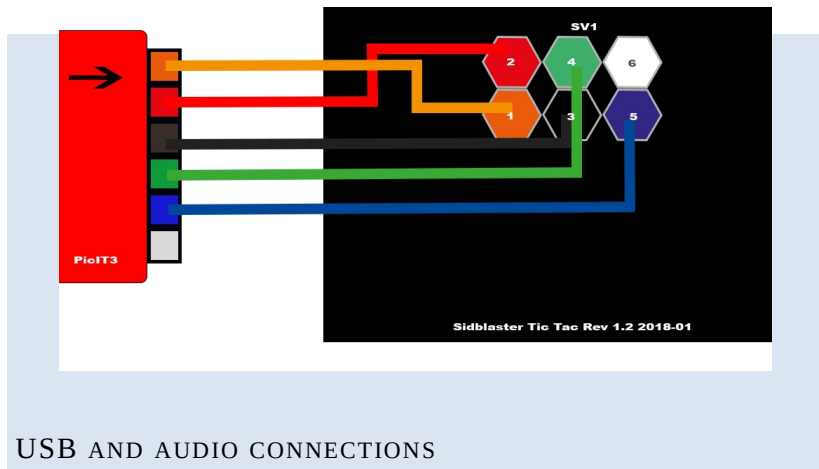 SV1
2 4 6
1 3 5
PicIT3
Sidblaster Tic Tac Rev 1.2 2018-01
USB AND AUDIO CONNECTIONS